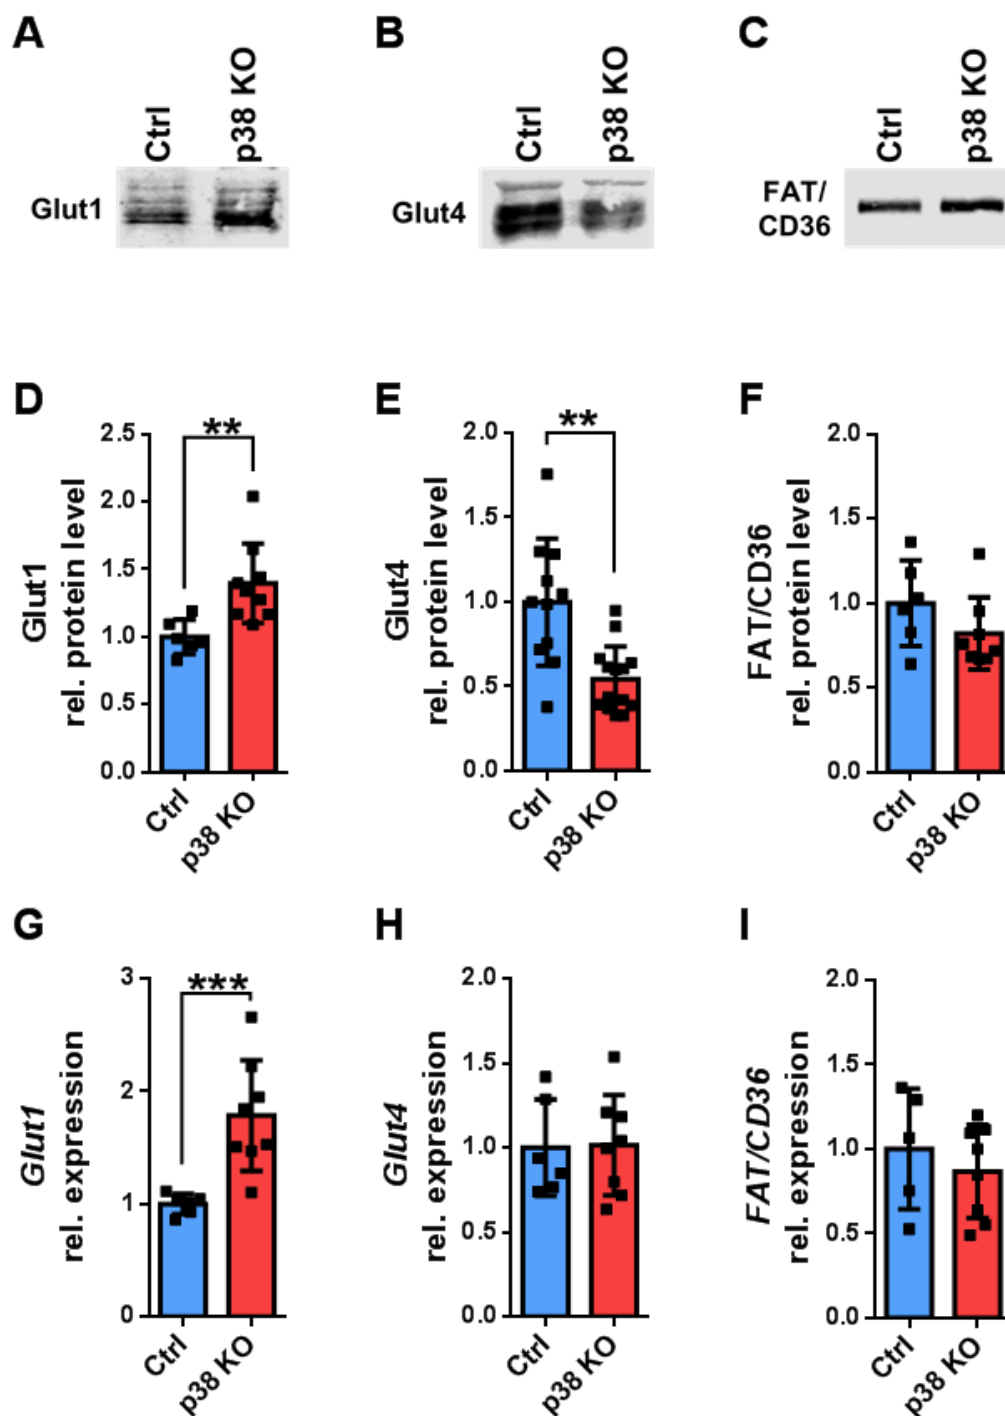 A
B
C
Ctrl
p38 KO
Ctrl
p38 KO
Ctrl
p38 KO
Glut1
Glut4
FAT/
CD36
D
E
F
Glut1
rel. protein level
2.5
2.0
1.5
1.0
0.5
0.0
**
Ctrl
p38 KO
Glut4
rel. protein level
2.0
1.5
1.0
0.5
0.0
**
Ctrl
p38 KO
FAT/CD36
rel. protein level
2.0
1.5
1.0
0.5
0.0
Ctrl
p38 KO
G
H
I
Glut1
rel. expression
3
2
1
0
***
Ctrl
p38 KO
Glut4
rel. expression
2.0
1.5
1.0
0.5
0.0
Ctrl
p38 KO
FAT/CD36
rel. expression
2.0
1.5
1.0
0.5
0.0
Ctrl
p38 KO